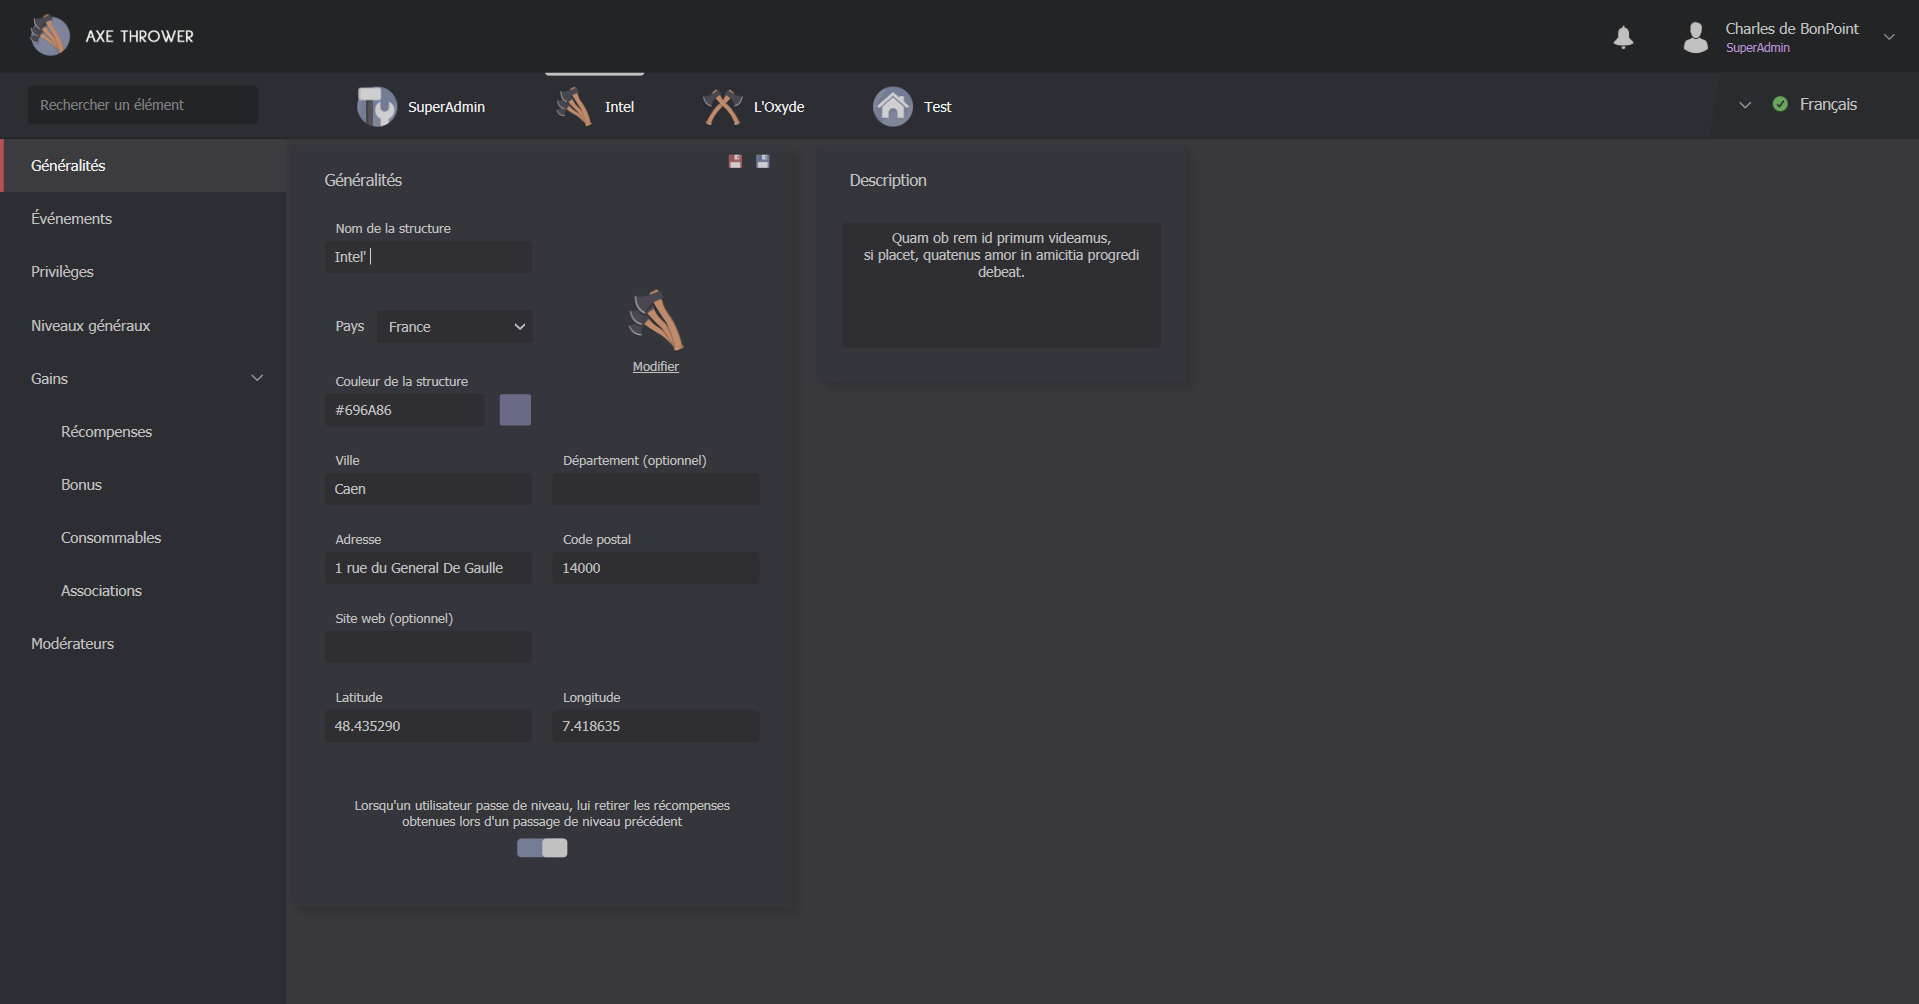 AXE THROWER
Charles de BonPoint
SuperAdmin
Rechercher un élément
SuperAdmin
Intel
L'Oxyde
Test
Français
Généralités
Événements
Privilèges
Niveaux généraux
Gains
Récompenses
Bonus
Consommables
Associations
Modérateurs
Généralités
Nom de la structure
Intel'
Pays
France
Modifier
Couleur de la structure
#696A86
Ville
Département (optionnel)
Caen
Adresse
Code postal
1 rue du General De Gaulle
14000
Site web (optionnel)
Latitude
Longitude
48.435290
7.418635
Lorsqu'un utilisateur passe de niveau, lui retirer les récompenses
obtenues lors d'un passage de niveau précédent
Description
Quam ob rem id primum videamus,
si placet, quatenus amor in amicitia progredi
debeat.